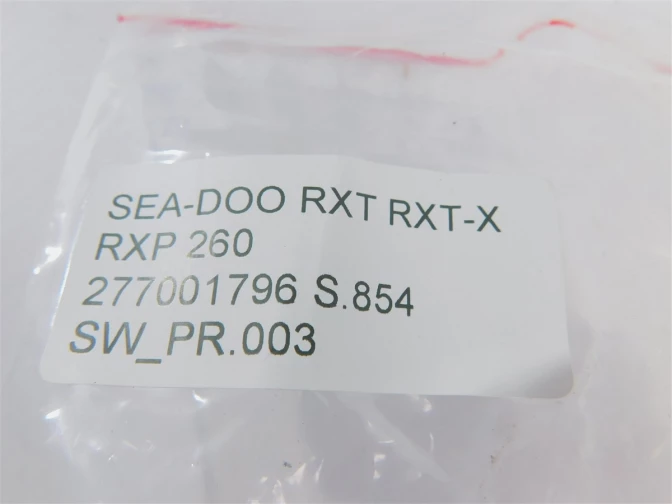 SEA-DOO RXT RXT-X
RXP 260
277001796 S.854
SW_PR.003